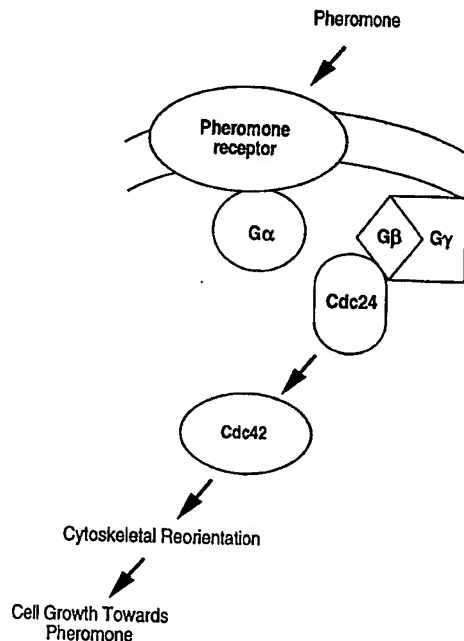 Pheromone
Pheromone
receptor
Gα
Gβ
Gγ
Cdc24
Cdc42
Cytoskeletal Reorientation
Cell Growth Towards
Pheromone